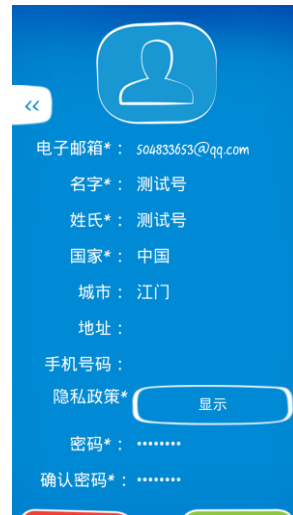 «
电子邮箱*： 504833653@qq.com
名字*： 测试号
姓氏*： 测试号
国家*： 中国
城市： 江门
地址：
手机号码：
隐私政策* 显示
密码*： ••••••••
确认密码*： ••••••••